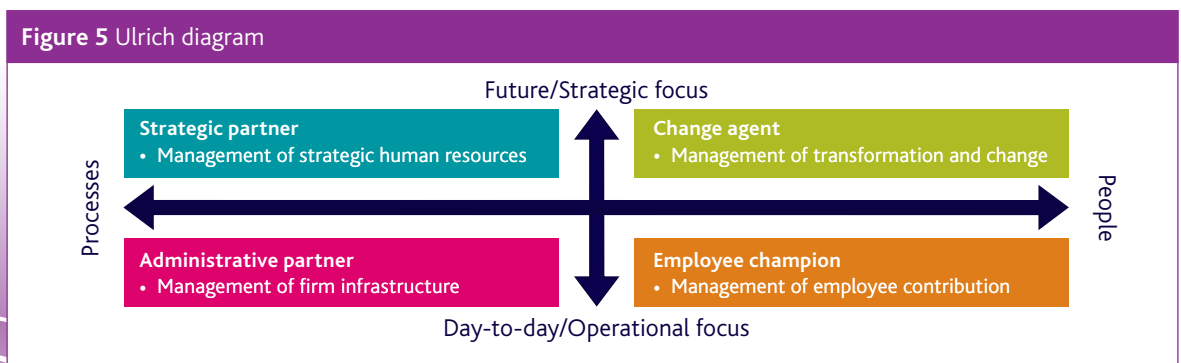 Figure 5 Ulrich diagram
Future/Strategic focus
Strategic partner
• Management of strategic human resources
Change agent
• Management of transformation and change
Processes
People
Administrative partner
• Management of firm infrastructure
Employee champion
• Management of employee contribution
Day-to-day/Operational focus